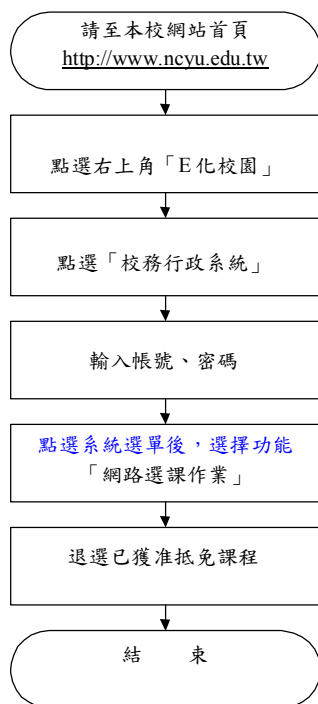 請至本校網站首頁
http://www.ncyu.edu.tw
點選右上角「E化校園」
點選「校務行政系統」
輸入帳號、密碼
點選系統選單後，選擇功能
「網路選課作業」
退選已獲准抵免課程
結　　束